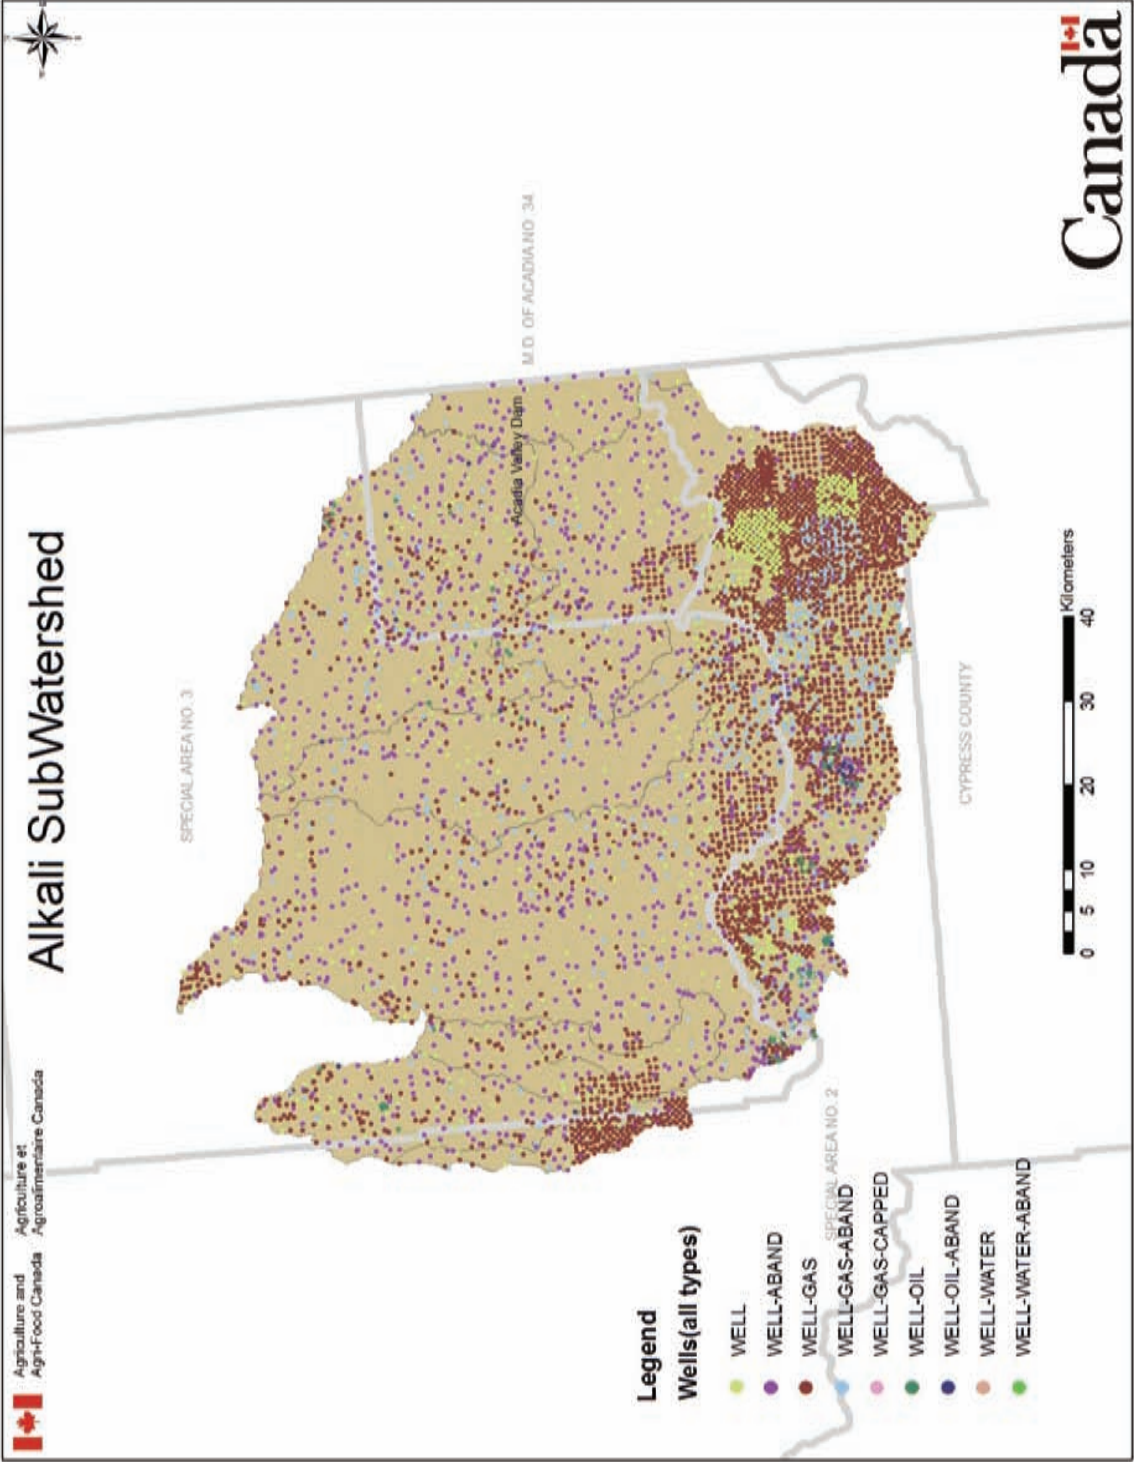 Agriculture and
Agri-Food Canada
Agriculture et
Agroalimentaire Canada
Alkali SubWatershed
SPECIAL AREA NO. 3
M.D. OF ACADIA NO. 34
Acadia Valley Dam
SPECIAL AREA NO. 2
CYPRESS COUNTY
Legend
Wells(all types)
WELL
WELL-ABAND
WELL-GAS
WELL-GAS-ABAND
WELL-GAS-CAPPED
WELL-OIL
WELL-OIL-ABAND
WELL-WATER
WELL-WATER-ABAND
0 5 10 20 30 40
Kilometers
Canada